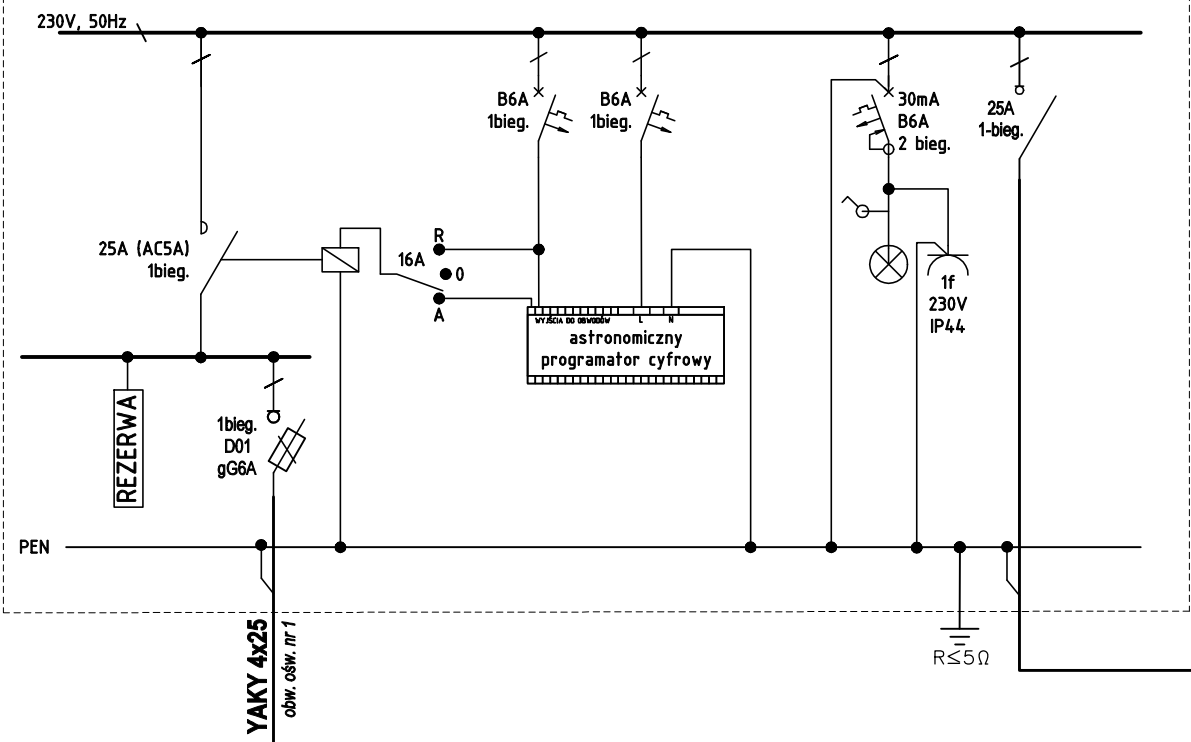 230V, 50Hz
B6A
1bieg.
B6A
1bieg.
30mA
B6A
2 bieg.
25A
1-bieg.
25A (AC5A)
1bieg.
R
16A
0
A
WYJŚCIA DO OBWODÓW L N
astronomiczny
programator cyfrowy
1f
230V
IP44
REZERWA
1bieg.
D01
gG6A
PEN
YAKY 4x25
obw. ośw. nr 1
R≤5Ω